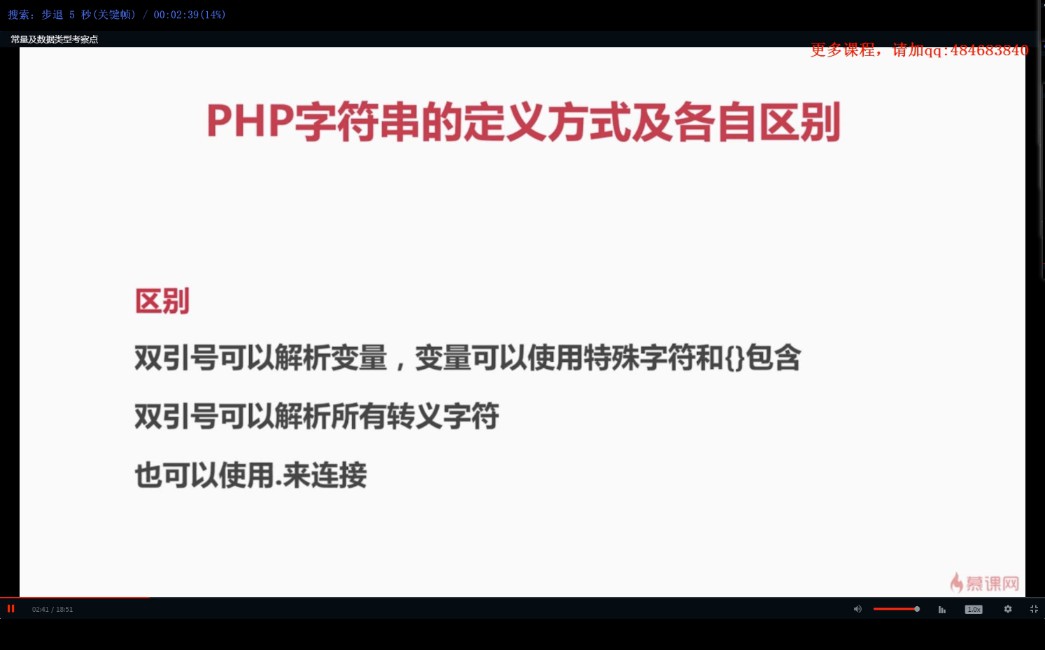 搜索: 步退 5 秒(关键帧) / 00:02:39(14%)
常量及数据类型考察点
更多课程，请加qq:484683840
PHP字符串的定义方式及各自区别
区别
双引号可以解析变量，变量可以使用特殊字符和{}包含
双引号可以解析所有转义字符
也可以使用.来连接
慕课网
02:41 / 18:51
1.0x